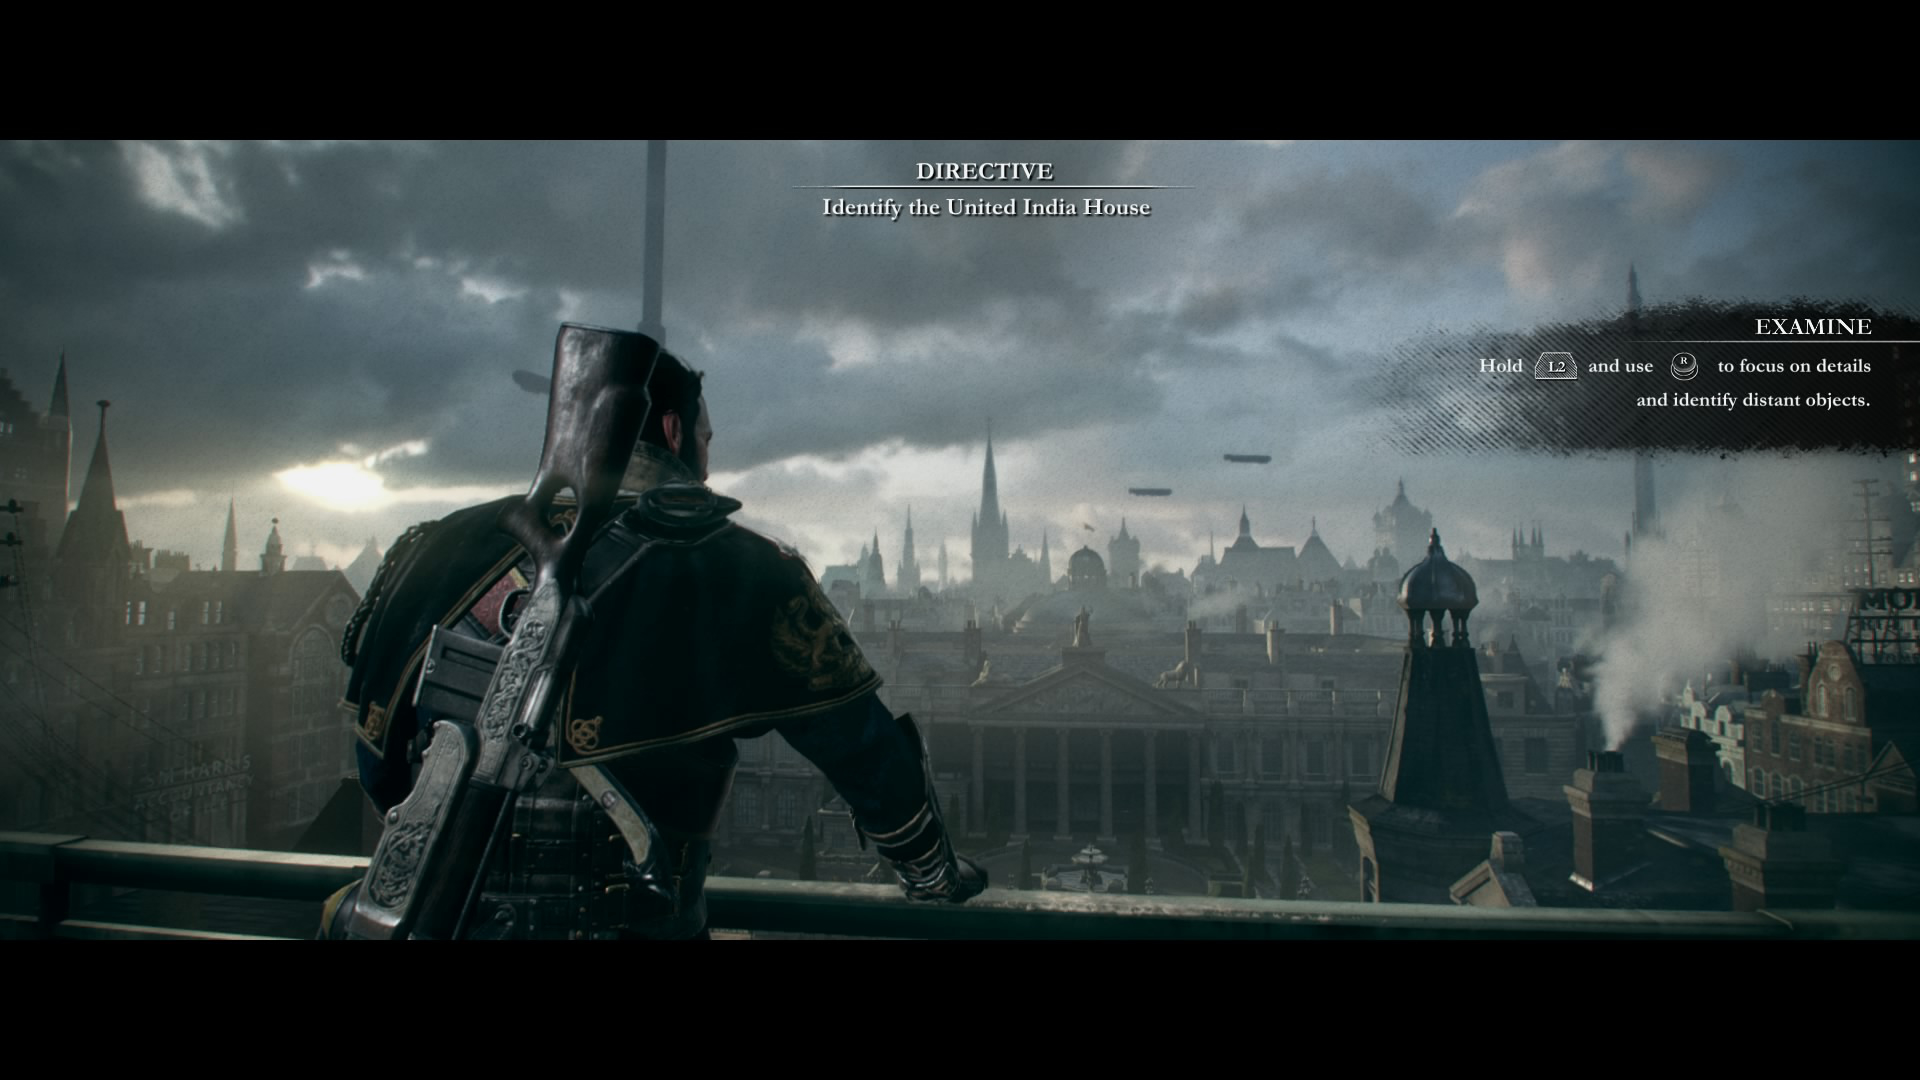 DIRECTIVE
Identify the United India House
EXAMINE
Hold L2 and use R to focus on details
and identify distant objects.
HARRIS